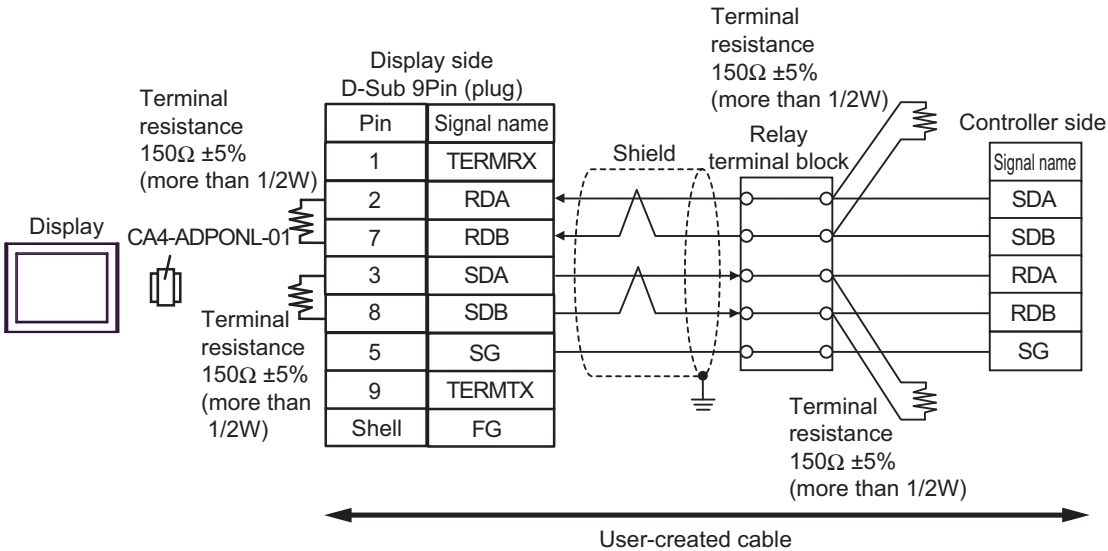 Terminal
resistance
150Ω ±5%
(more than 1/2W)
Display side
D-Sub 9Pin (plug)
Terminal
resistance
150Ω ±5%
(more than 1/2W)
Display
CA4-ADPONL-01
Terminal
resistance
150Ω ±5%
(more than
1/2W)
Pin Signal name
1 TERMRX
2 RDA
7 RDB
3 SDA
8 SDB
5 SG
9 TERMTX
Shell FG
Shield
Relay
terminal block
Controller side
Signal name
SDA
SDB
RDA
RDB
SG
Terminal
resistance
150Ω ±5%
(more than 1/2W)
User-created cable